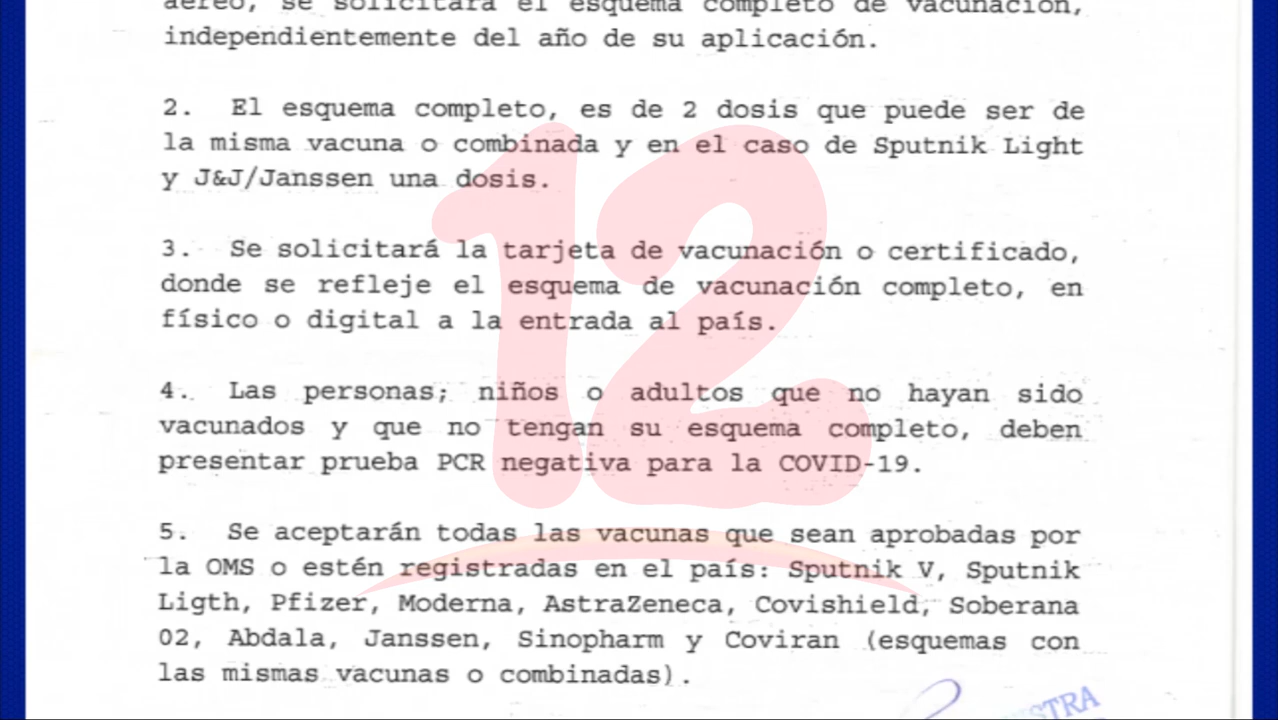 aéreo, se solicitará el esquema completo de vacunación,
independientemente del año de su aplicación.
2. El esquema completo, es de 2 dosis que puede ser de
la misma vacuna o combinada y en el caso de Sputnik Light
y J&J/Janssen una dosis.
3. Se solicitará la tarjeta de vacunación o certificado,
donde se refleje el esquema de vacunación completo, en
físico o digital a la entrada al país.
4. Las personas; niños o adultos que no hayan sido
vacunados y que no tengan su esquema completo, deben
presentar prueba PCR negativa para la COVID-19.
5. Se aceptarán todas las vacunas que sean aprobadas por
la OMS o estén registradas en el país: Sputnik V, Sputnik
Ligth, Pfizer, Moderna, AstraZeneca, Covishield, Soberana
02, Abdala, Janssen, Sinopharm y Coviran (esquemas con
las mismas vacunas o combinadas).
12